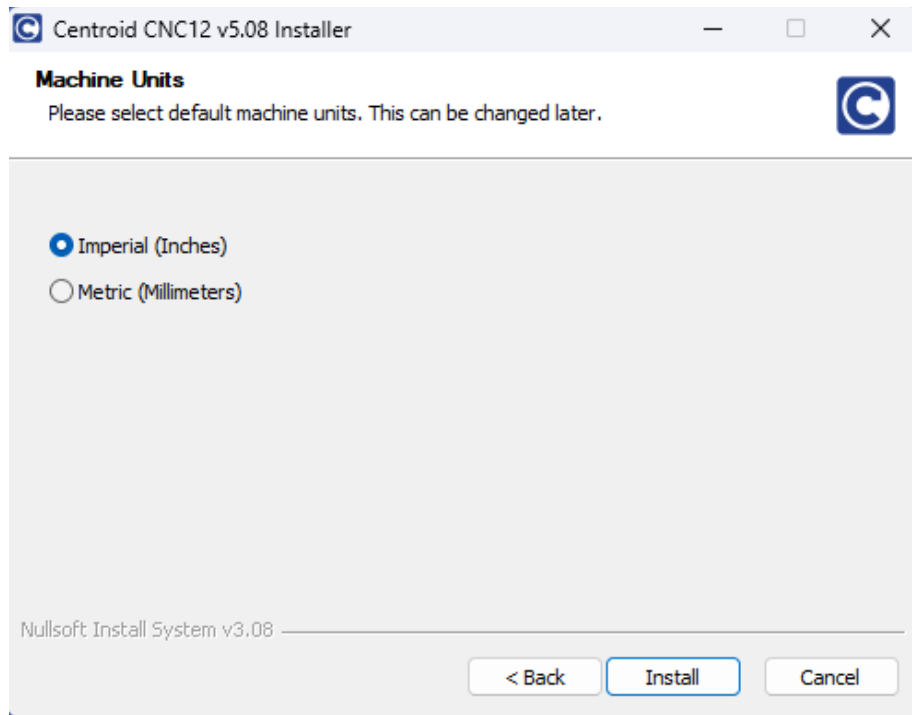 Centroid CNC12 v5.08 Installer
Machine Units
Please select default machine units. This can be changed later.
Imperial (Inches)
Metric (Millimeters)
Nullsoft Install System v3.08
< Back Install Cancel